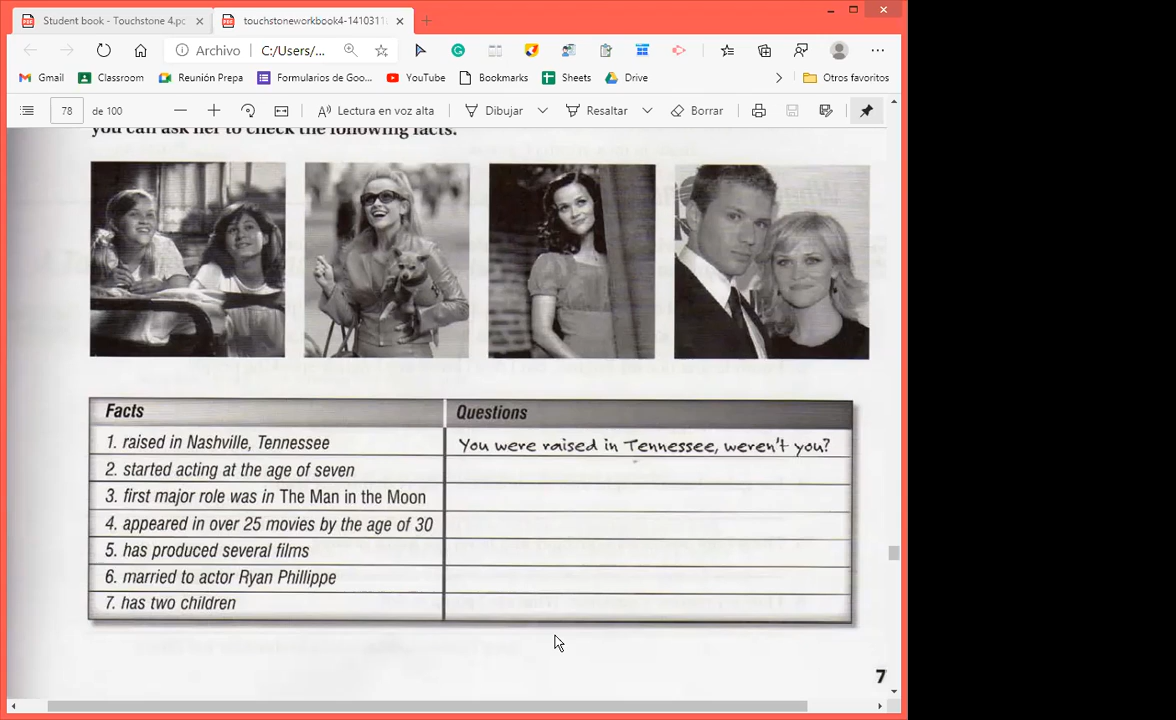 Student book - Touchstone 4.pc
touchstoneworkbook4-1410311
Archivo
C:/Users/...
Gmail
Classroom
Reunión Prepa
Formularios de Goo...
YouTube
Bookmarks
Sheets
Drive
Otros favoritos
78
de 100
Lectura en voz alta
Dibujar
Resaltar
Borrar
you can ask her to check the following facts.
Facts
Questions
1. raised in Nashville, Tennessee
You were raised in Tennessee, weren't you?
2. started acting at the age of seven
3. first major role was in The Man in the Moon
4. appeared in over 25 movies by the age of 30
5. has produced several films
6. married to actor Ryan Phillippe
7. has two children
7